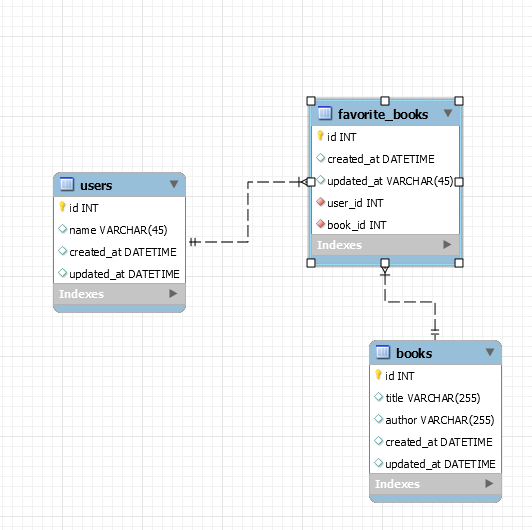 favorite_books
id INT
created_at DATETIME
updated_at VARCHAR(45)
user_id INT
book_id INT
Indexes
users
id INT
name VARCHAR(45)
created_at DATETIME
updated_at DATETIME
Indexes
books
id INT
title VARCHAR(255)
author VARCHAR(255)
created_at DATETIME
updated_at DATETIME
Indexes